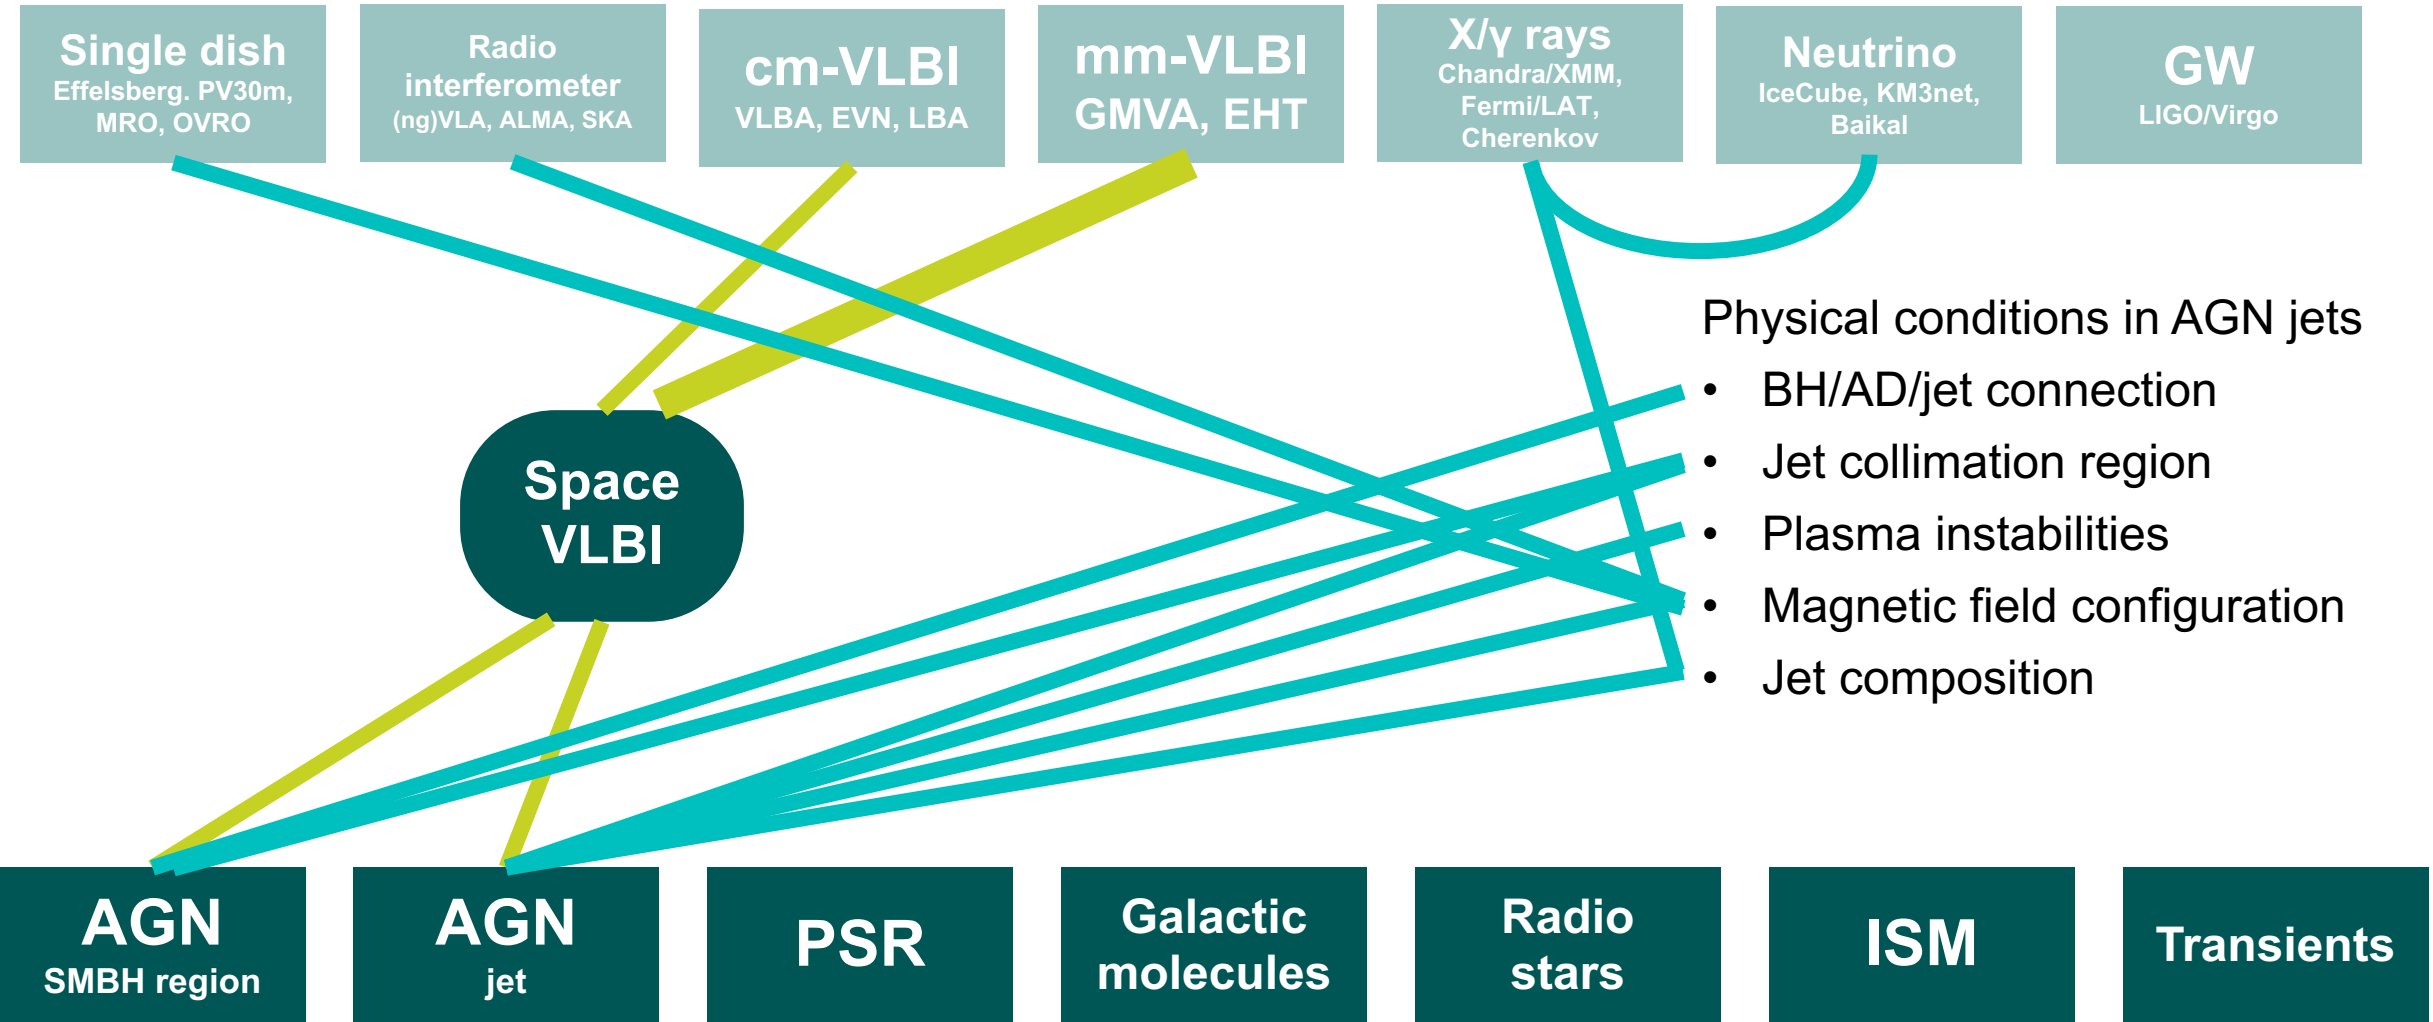 Single dish
Effelsberg. PV30m,
MRO, OVRO
Radio
interferometer
(ng)VLA, ALMA, SKA
cm-VLBI
VLBA, EVN, LBA
mm-VLBI
GMVA, EHT
X/γ rays
Chandra/XMM,
Fermi/LAT,
Cherenkov
Neutrino
IceCube, KM3net,
Baikal
GW
LIGO/Virgo
Space
VLBI
Physical conditions in AGN jets
• BH/AD/jet connection
• Jet collimation region
• Plasma instabilities
• Magnetic field configuration
• Jet composition
AGN
SMBH region
AGN
jet
PSR
Galactic
molecules
Radio
stars
ISM
Transients